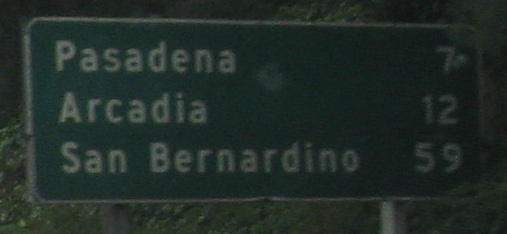 Pasadena 7
Arcadia 12
San Bernardino 59